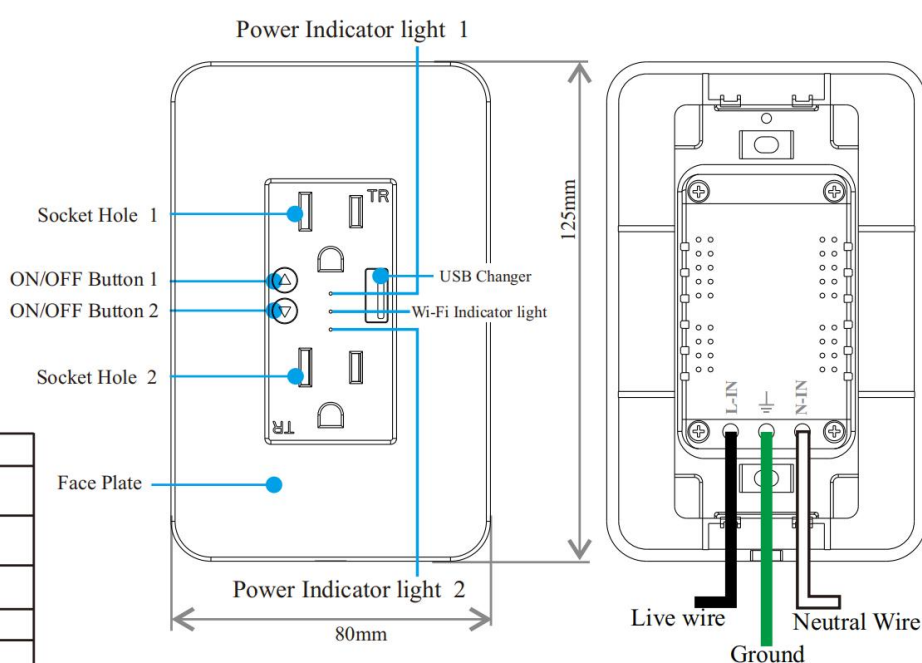 Power Indicator light 1
TR
Socket Hole 1
ON/OFF Button 1
ON/OFF Button 2
USB Changer
Wi-Fi Indicator light
Socket Hole 2
TR
Face Plate
Power Indicator light 2
80mm
125mm
L-IN
N-IN
Live wire
Neutral Wire
Ground